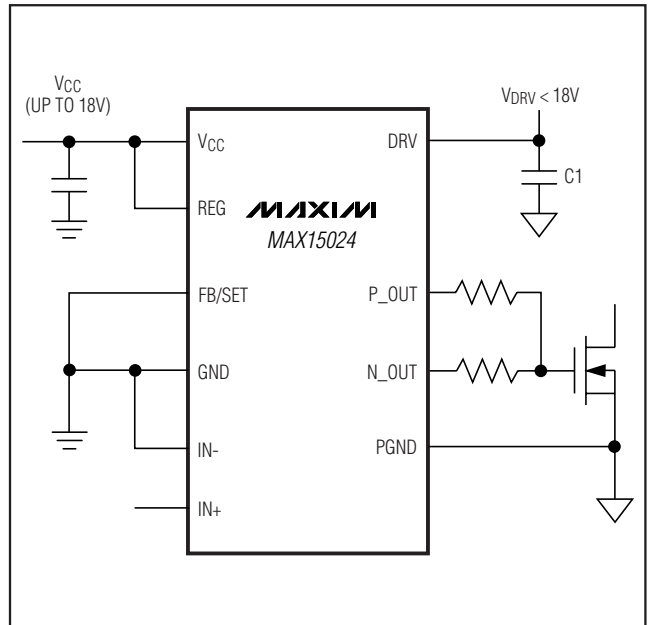 VCC
(UP TO 18V)
VDRV < 18V
VCC
DRV
C1
REG
MAXIM
MAX15024
FB/SET
P_OUT
GND
N_OUT
IN-
PGND
IN+